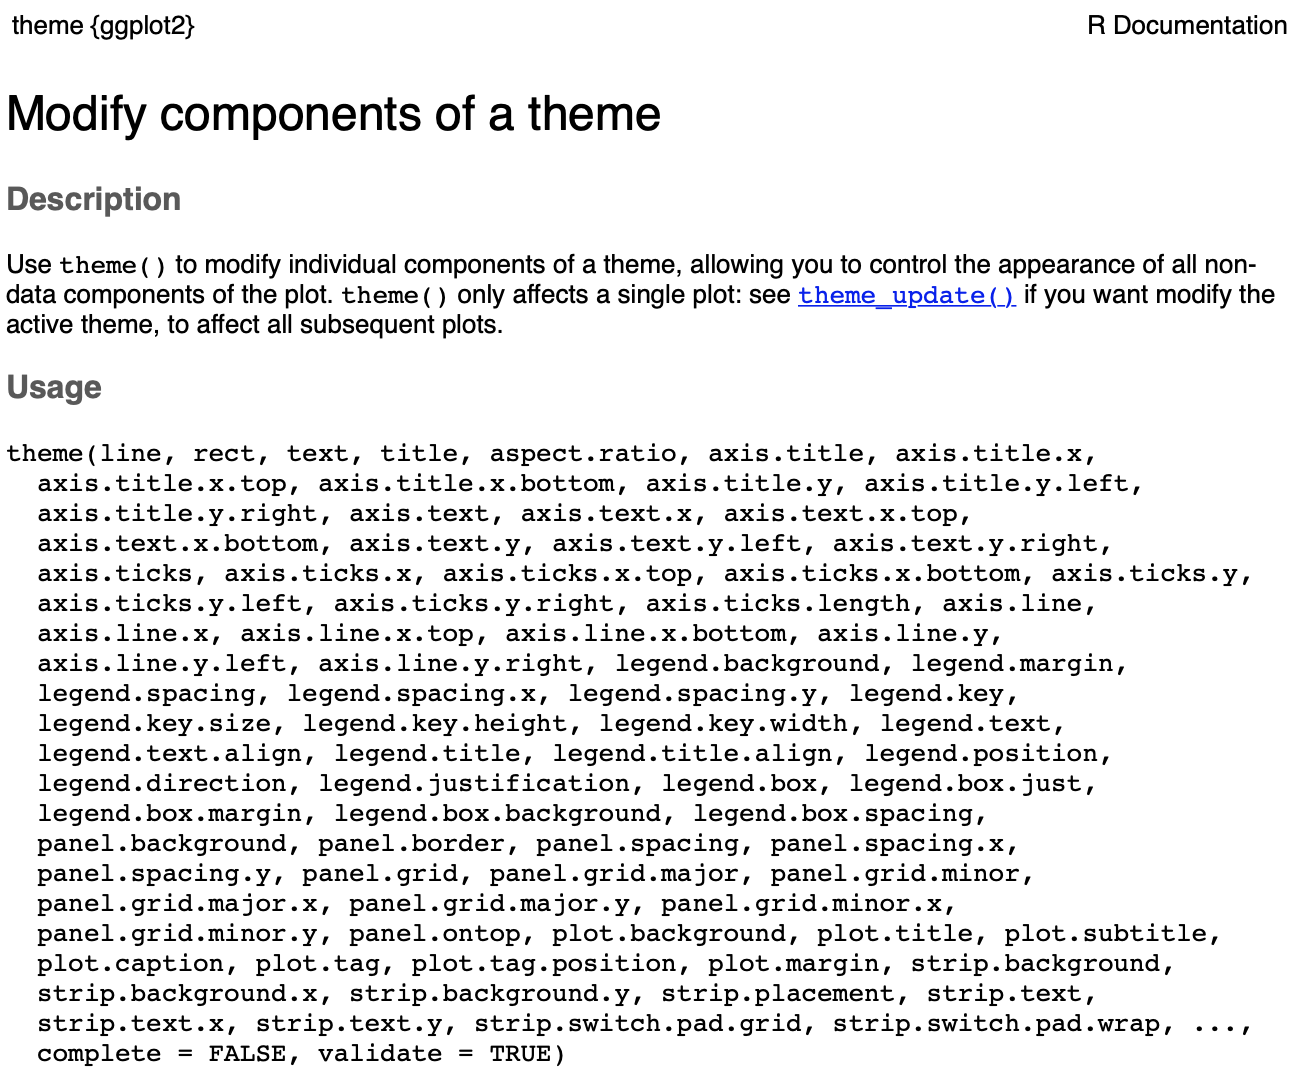 theme {ggplot2}
R Documentation
Modify components of a theme
Description
Use theme() to modify individual components of a theme, allowing you to control the appearance of all non-
data components of the plot. theme() only affects a single plot: see theme_update() if you want modify the
active theme, to affect all subsequent plots.
Usage
theme(line, rect, text, title, aspect.ratio, axis.title, axis.title.x,
  axis.title.x.top, axis.title.x.bottom, axis.title.y, axis.title.y.left,
  axis.title.y.right, axis.text, axis.text.x, axis.text.x.top,
  axis.text.x.bottom, axis.text.y, axis.text.y.left, axis.text.y.right,
  axis.ticks, axis.ticks.x, axis.ticks.x.top, axis.ticks.x.bottom, axis.ticks.y,
  axis.ticks.y.left, axis.ticks.y.right, axis.ticks.length, axis.line,
  axis.line.x, axis.line.x.top, axis.line.x.bottom, axis.line.y,
  axis.line.y.left, axis.line.y.right, legend.background, legend.margin,
  legend.spacing, legend.spacing.x, legend.spacing.y, legend.key,
  legend.key.size, legend.key.height, legend.key.width, legend.text,
  legend.text.align, legend.title, legend.title.align, legend.position,
  legend.direction, legend.justification, legend.box, legend.box.just,
  legend.box.margin, legend.box.background, legend.box.spacing,
  panel.background, panel.border, panel.spacing, panel.spacing.x,
  panel.spacing.y, panel.grid, panel.grid.major, panel.grid.minor,
  panel.grid.major.x, panel.grid.major.y, panel.grid.minor.x,
  panel.grid.minor.y, panel.ontop, plot.background, plot.title, plot.subtitle,
  plot.caption, plot.tag, plot.tag.position, plot.margin, strip.background,
  strip.background.x, strip.background.y, strip.placement, strip.text,
  strip.text.x, strip.text.y, strip.switch.pad.grid, strip.switch.pad.wrap, ...,
  complete = FALSE, validate = TRUE)